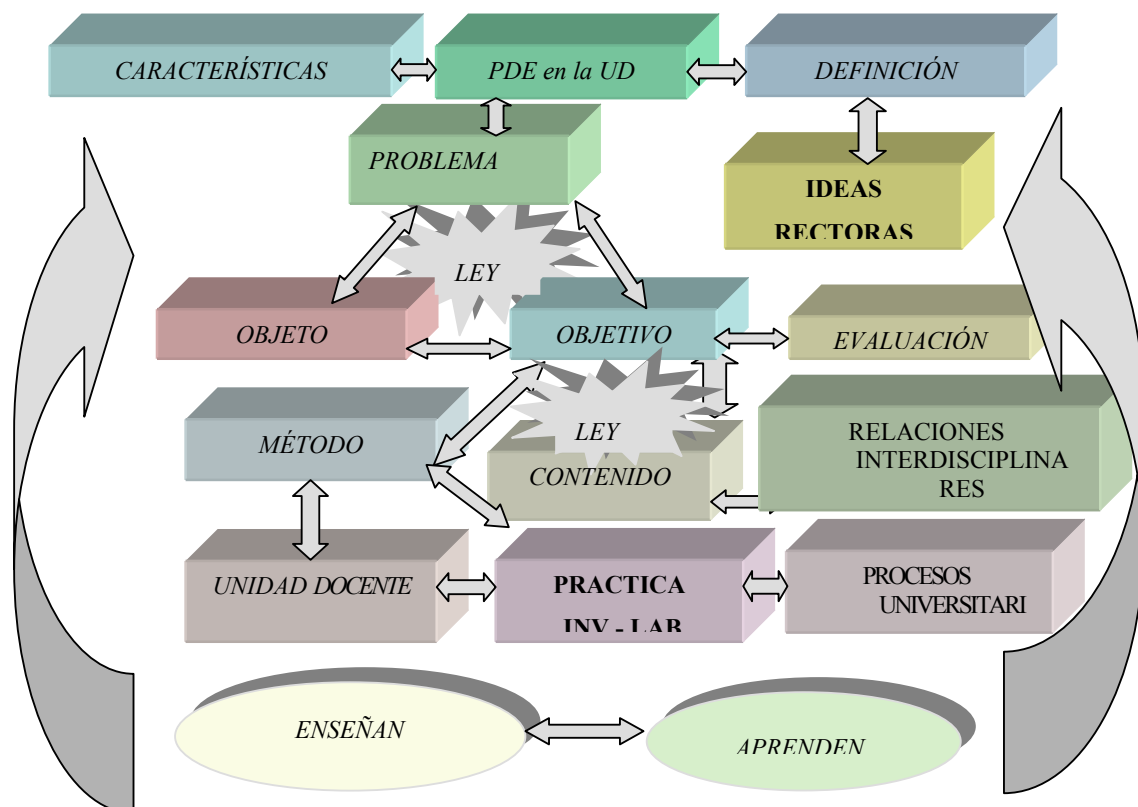 CARACTERÍSTICAS
PDE en la UD
DEFINICIÓN
PROBLEMA
IDEAS
RECTORAS
LEY
OBJETO
OBJETIVO
EVALUACIÓN
MÉTODO
LEY
CONTENIDO
RELACIONES
INTERDISCIPLINA
RES
UNIDAD DOCENTE
PRACTICA
INV - LAB
PROCESOS
UNIVERSITARI
ENSEÑAN
APRENDEN